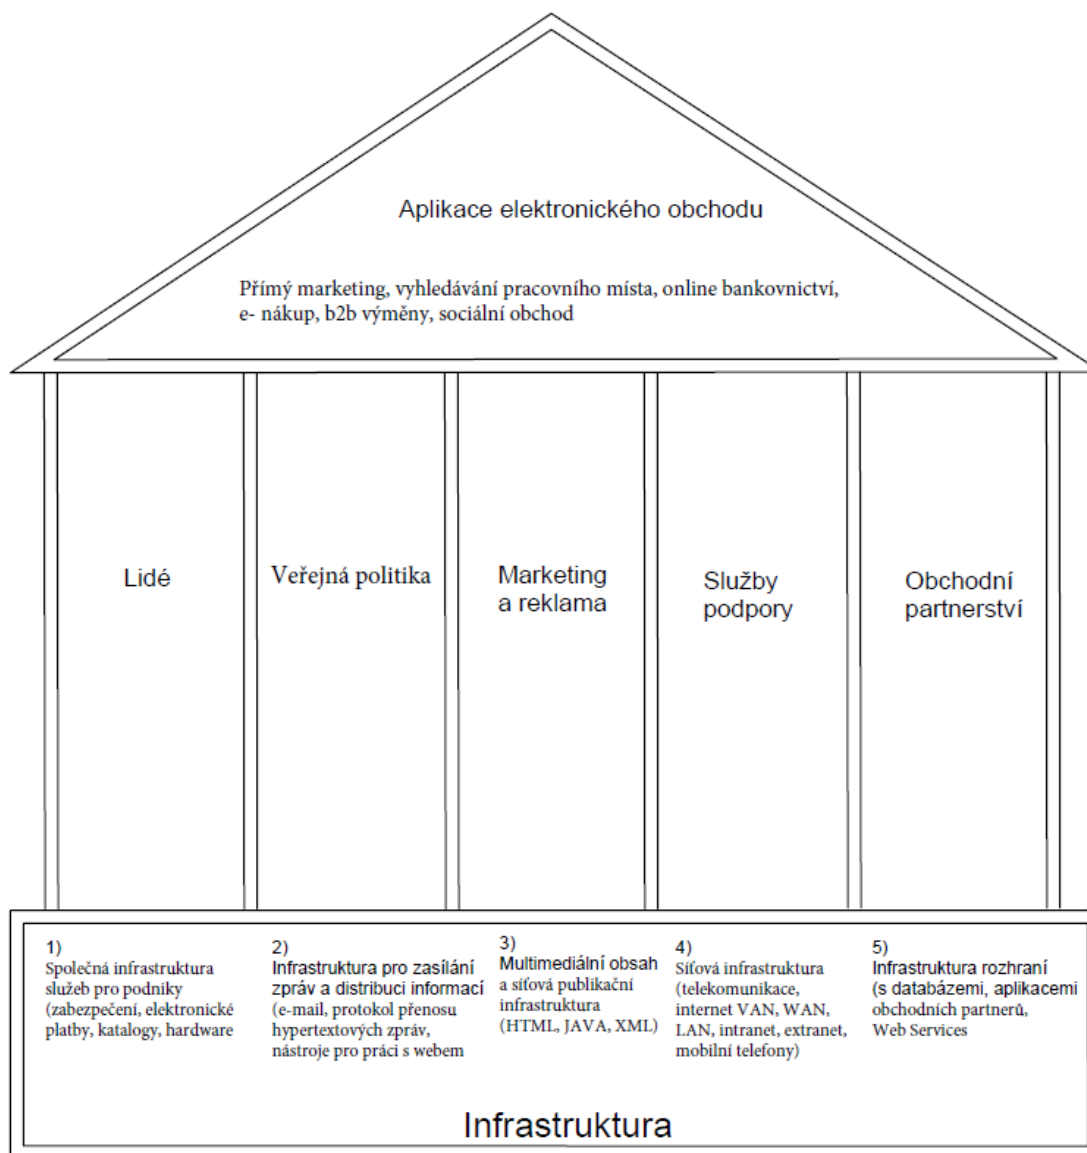 Aplikace elektronického obchodu
Přímý marketing, vyhledávání pracovního místa, online bankovnictví,
e- nákup, b2b výměny, sociální obchod
Lidé
Veřejná politika
Marketing
a reklama
Služby
podpory
Obchodní
partnerství
1)
Společná infrastruktura
služeb pro podniky
(zabezpečení, elektronické
platby, katalogy, hardware
2)
Infrastruktura pro zasílání
zpráv a distribuci informací
(e-mail, protokol přenosu
hypertextových zpráv,
nástroje pro práci s webem
3)
Multimediální obsah
a síťová publikační
infrastruktura
(HTML, JAVA, XML)
4)
Síťová infrastruktura
(telekomunikace,
internet VAN, WAN,
LAN, intranet, extranet,
mobilní telefony)
5)
Infrastruktura rozhraní
(s databázemi, aplikacemi
obchodních partnerů,
Web Services
Infrastruktura